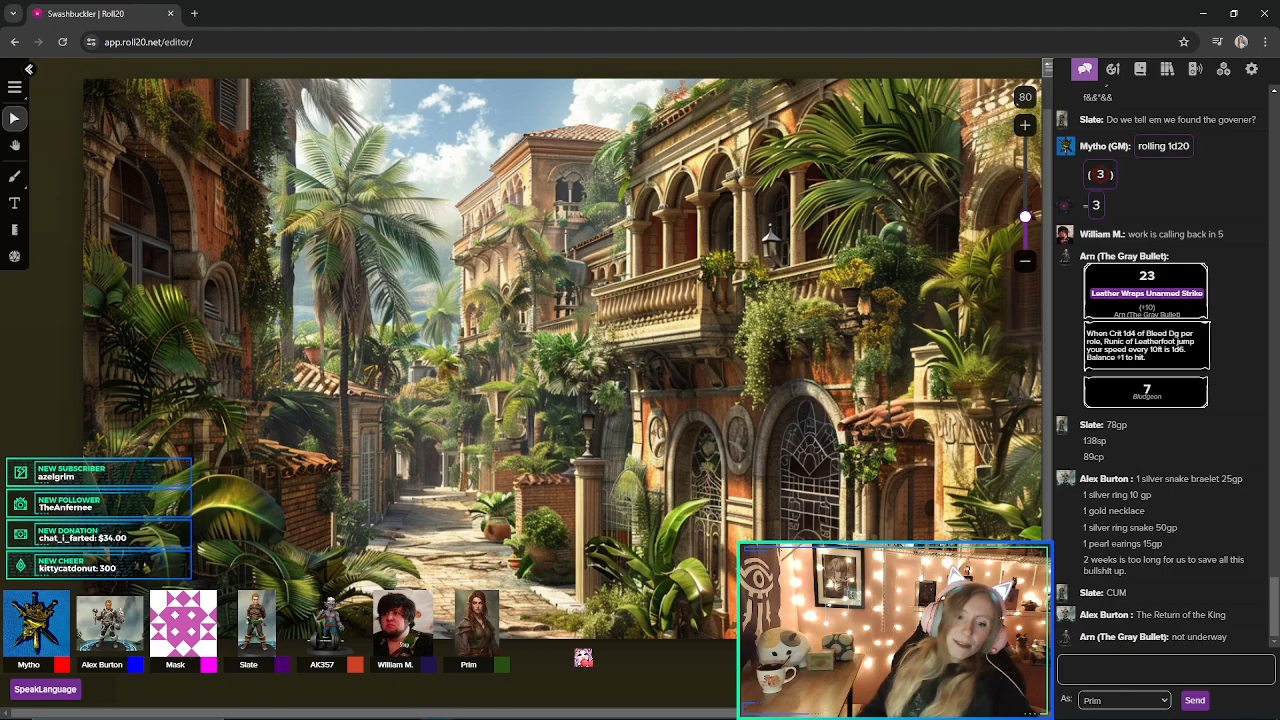 Swashbuckler | Roll20
app.roll20.net/editor/
80
f&&*&&
Slate: Do we tell em we found the govener?
Mytho (GM): rolling 1d20
( 3 )
=3
William M.: work is calling back in 5
Arn (The Gray Bullet):
23
Leather Wraps Unarmed Strike
(+10)
Arn (The Gray Bullet)
When Crit 1d4 of Bleed Dg per
role, Runic of Leatherfoot jump
your speed every 10ft is 1d6.
Balance +1 to hit.
7
Bludgeon
Slate: 78gp
138sp
89cp
Alex Burton : 1 silver snake braelet 25gp
1 silver ring 10 gp
1 gold necklace
1 silver ring snake 50gp
1 pearl earings 15gp
2 weeks is too long for us to save all this
bullshit up.
Slate: CUM
Alex Burton : The Return of the King
Arn (The Gray Bullet): not underway
As:
Prim
Send
NEW SUBSCRIBER
azelgrim
NEW FOLLOWER
TheAnfernee
NEW DONATION
chat_i_farted: $34.00
NEW CHEER
kittycatdonut: 300
Mytho
Alex Burton
Mask
Slate
AK357
William M.
Prim
SpeakLanguage